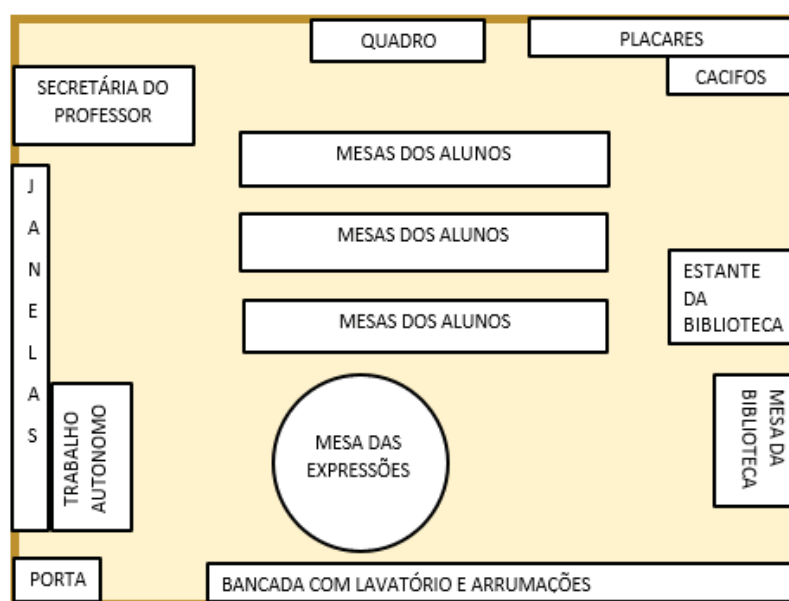 QUADRO
PLACARES
CACIFOS
SECRETÁRIA DO
PROFESSOR
MESAS DOS ALUNOS
JANELAS
MESAS DOS ALUNOS
ESTANTE
DA
BIBLIOTECA
MESAS DOS ALUNOS
TRABALHO
AUTONOMO
MESA DAS
EXPRESSÕES
MESA DA
BIBLIOTECA
PORTA
BANCADA COM LAVATÓRIO E ARRUMAÇÕES